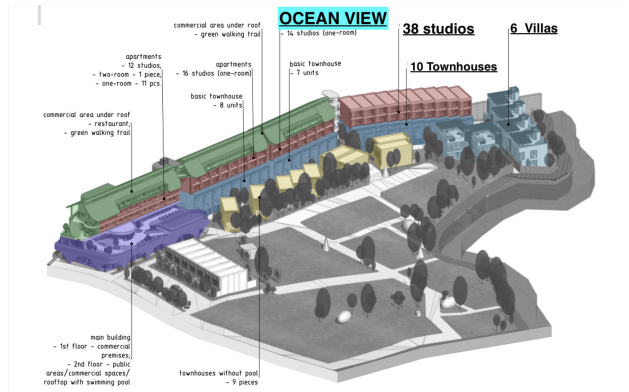 OCEAN VIEW
commercial area under roof
- green walking trail
- 14 studios (one-room)
38 studios
6 Villas
apartments
- 12 studios,
- two-room - 1 piece,
- one-room - 11 pcs.
apartments
- 16 studios (one-room)
basic townhouse
- 7 units
10 Townhouses
basic townhouse
- 8 units
commercial area under roof
- restaurant;
- green walking trail
main building
- 1st floor - commercial
premises;
- 2nd floor - public
areas/commercial spaces/
rooftop with swimming pool
townhouses without pool
- 9 pieces